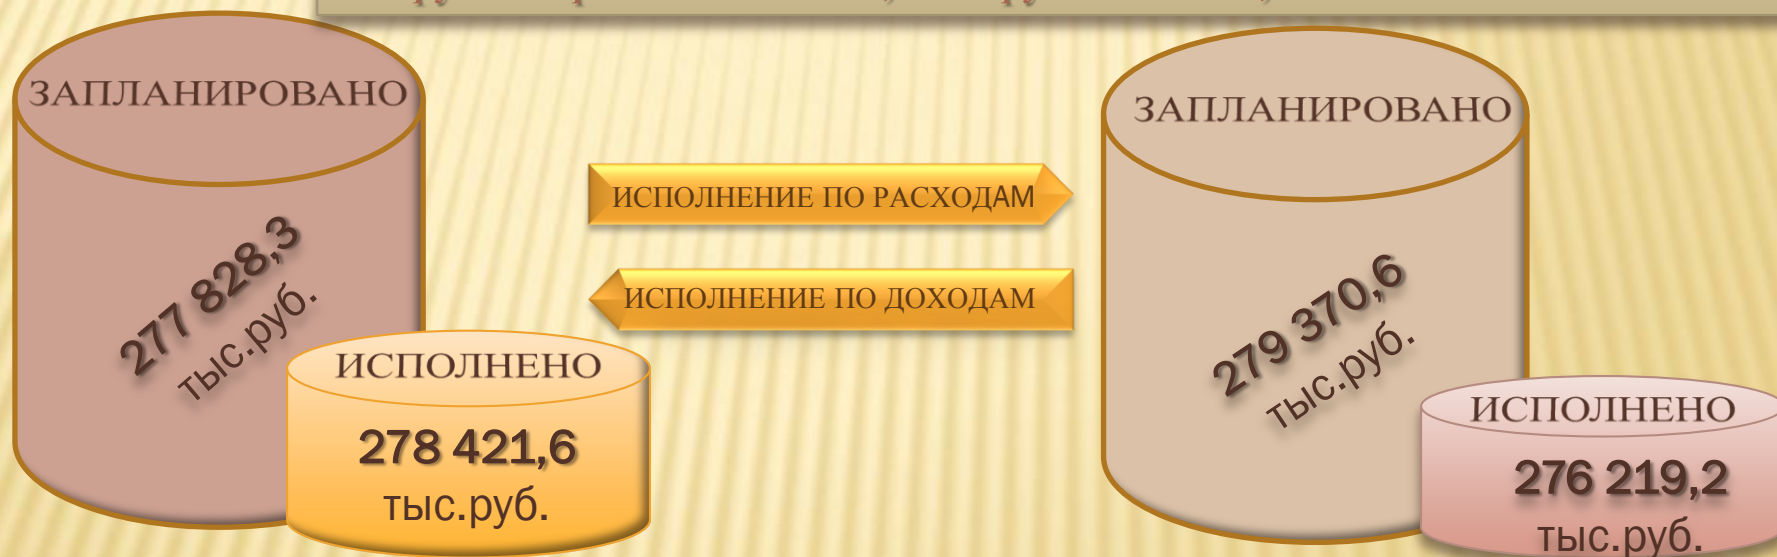 ЗАПЛАНИРОВАНО
277 828,3
тыс.руб.
ИСПОЛНЕНО
278 421,6
тыс.руб.
ИСПОЛНЕНИЕ ПО РАСХОДАМ
ИСПОЛНЕНИЕ ПО ДОХОДАМ
ЗАПЛАНИРОВАНО
279 370,6
тыс.руб.
ИСПОЛНЕНО
276 219,2
тыс.руб.